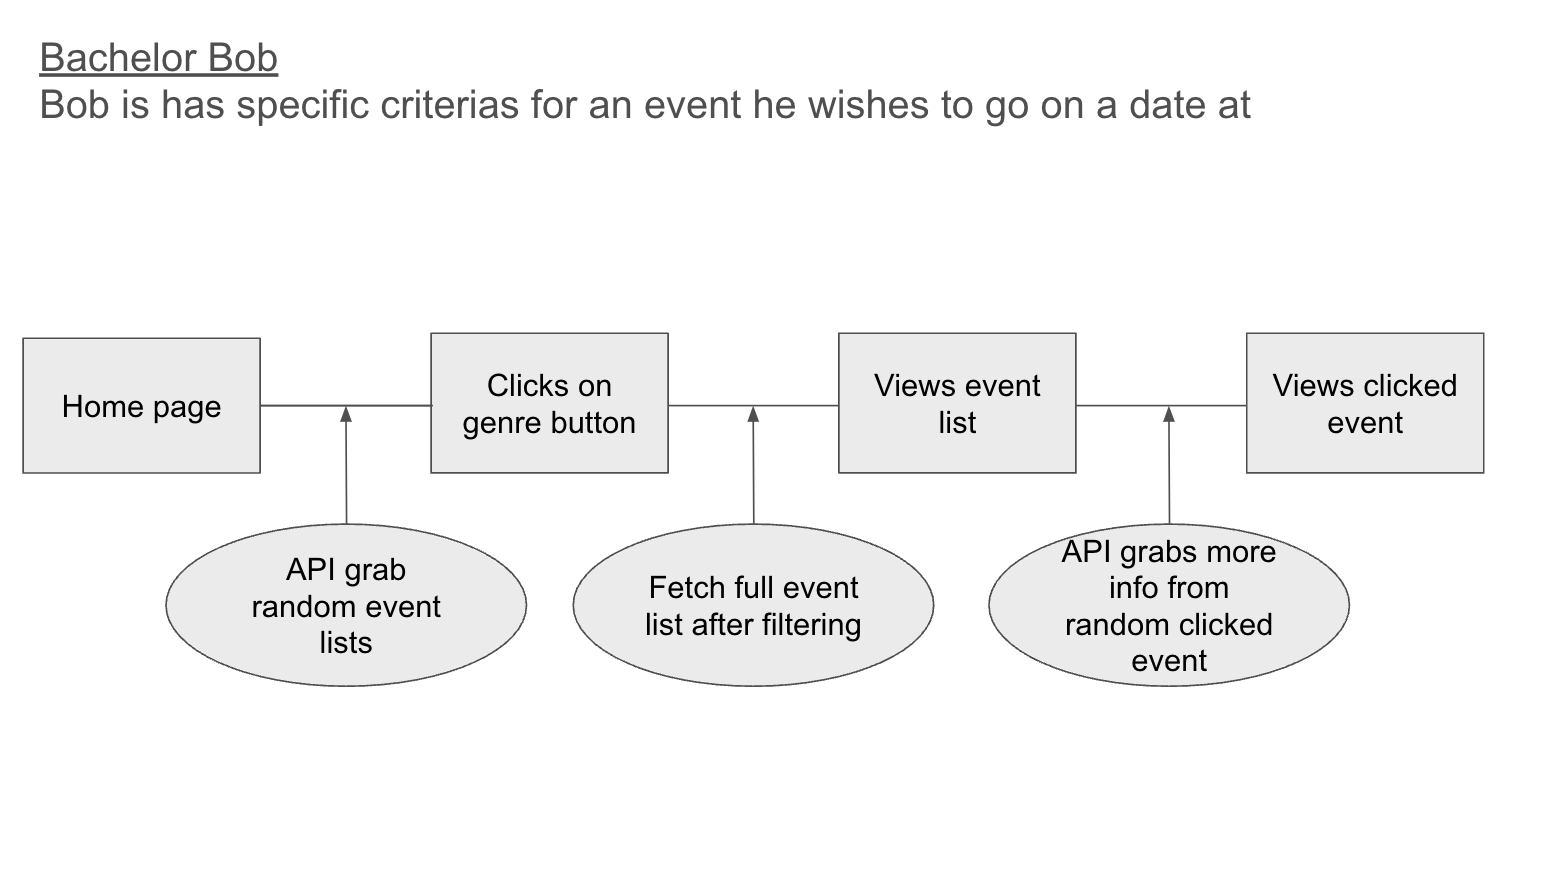 Bachelor Bob
Bob is has specific criterias for an event he wishes to go on a date at
Home page
Clicks on
genre button
Views event
list
Views clicked
event
API grab
random event
lists
Fetch full event
list after filtering
API grabs more
info from
random clicked
event